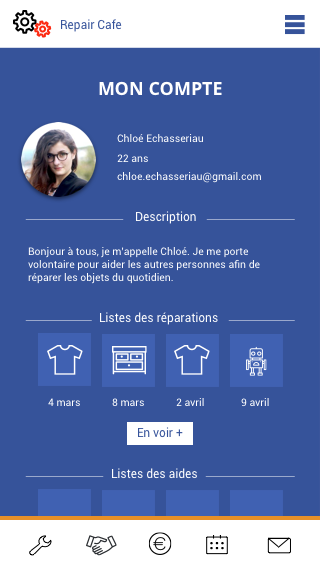 Repair Cafe
MON COMPTE
Chloé Echasseriau
22 ans
chloe.echasseriau@gmail.com
Description
Bonjour à tous, je m'appelle Chloé. Je me porte
volontaire pour aider les autres personnes afin de
réparer les objets du quotidien.
Listes des réparations
4 mars 8 mars 2 avril 9 avril
En voir +
Listes des aides